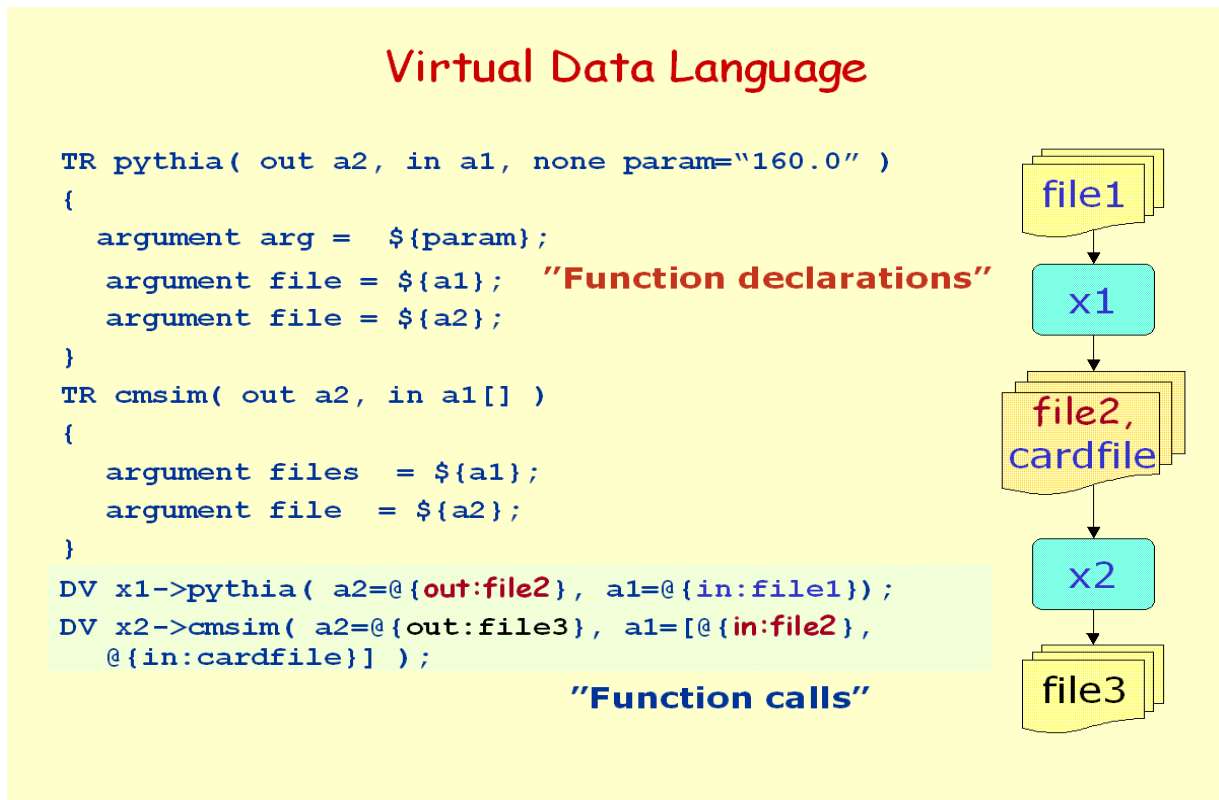 Virtual Data Language
TR pythia( out a2, in a1, none param=“160.0” )
{
argument arg =  ${param};
argument file = ${a1};
”Function declarations”
argument file = ${a2};
}
TR cmsim( out a2, in a1[] )
{
argument files  = ${a1};
argument file  = ${a2};
}
DV x1->pythia( a2=@{out:file2}, a1=@{in:file1});
DV x2->cmsim( a2=@{out:file3}, a1=[@{in:file2},
@{in:cardfile}] );
”Function calls”
file1
x1
file2,
cardfile
x2
file3